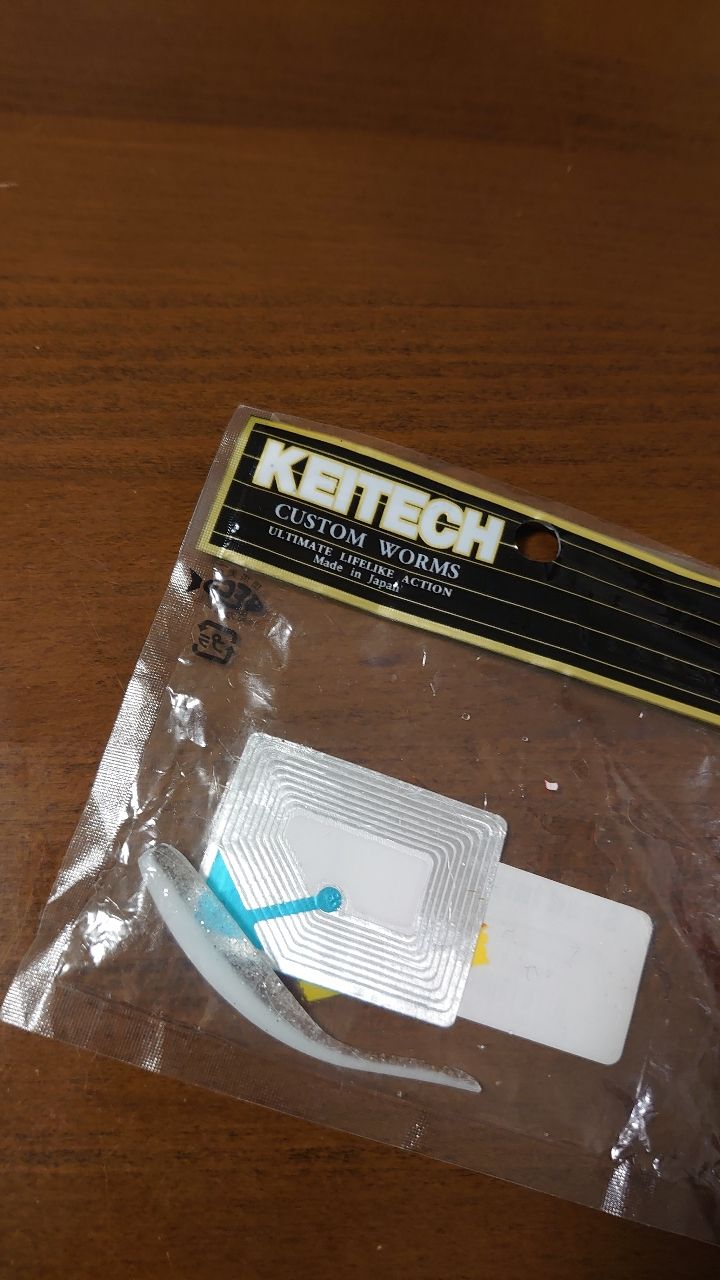 KEITECH
CUSTOM WORMS
ULTIMATE LIFELIKE ACTION
Made in Japan